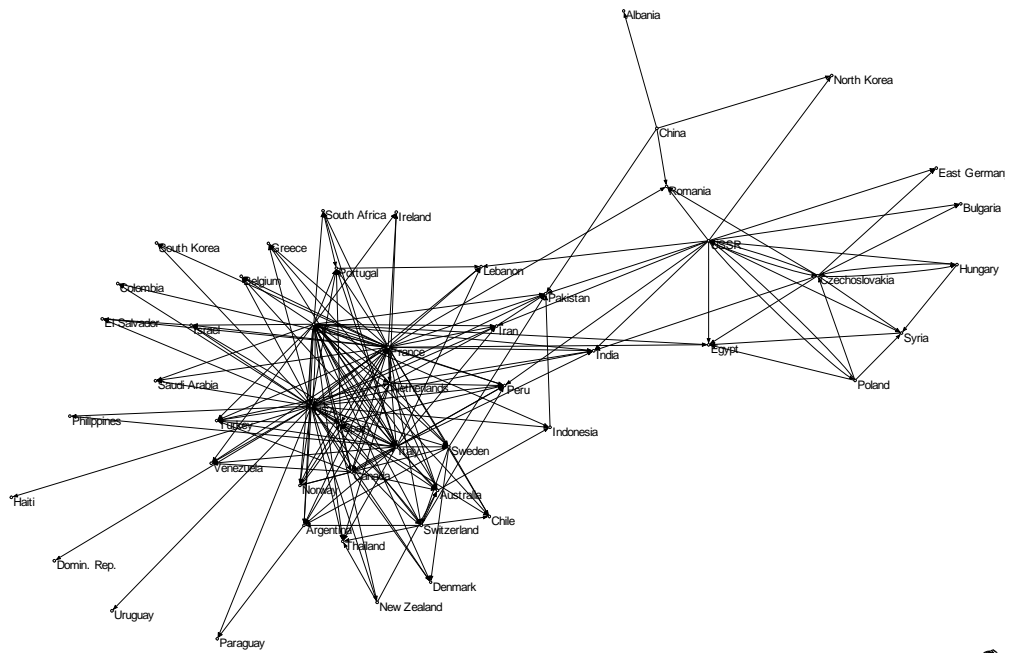 Albania
North Korea
China
East German
Romania
Bulgaria
South Africa
Ireland
USSR
South Korea
Greece
Portugal
Lebanon
Hungary
Belgium
Czechoslovakia
Colombia
Pakistan
El Salvador
Israel
Iran
Syria
France
India
Egypt
Saudi Arabia
Netherlands
Peru
Poland
Philippines
Turkey
Indonesia
Italy
Sweden
Venezuela
Canada
Norway
Australia
Haiti
Chile
Argentina
Switzerland
Thailand
Domin. Rep.
Denmark
New Zealand
Uruguay
Paraguay